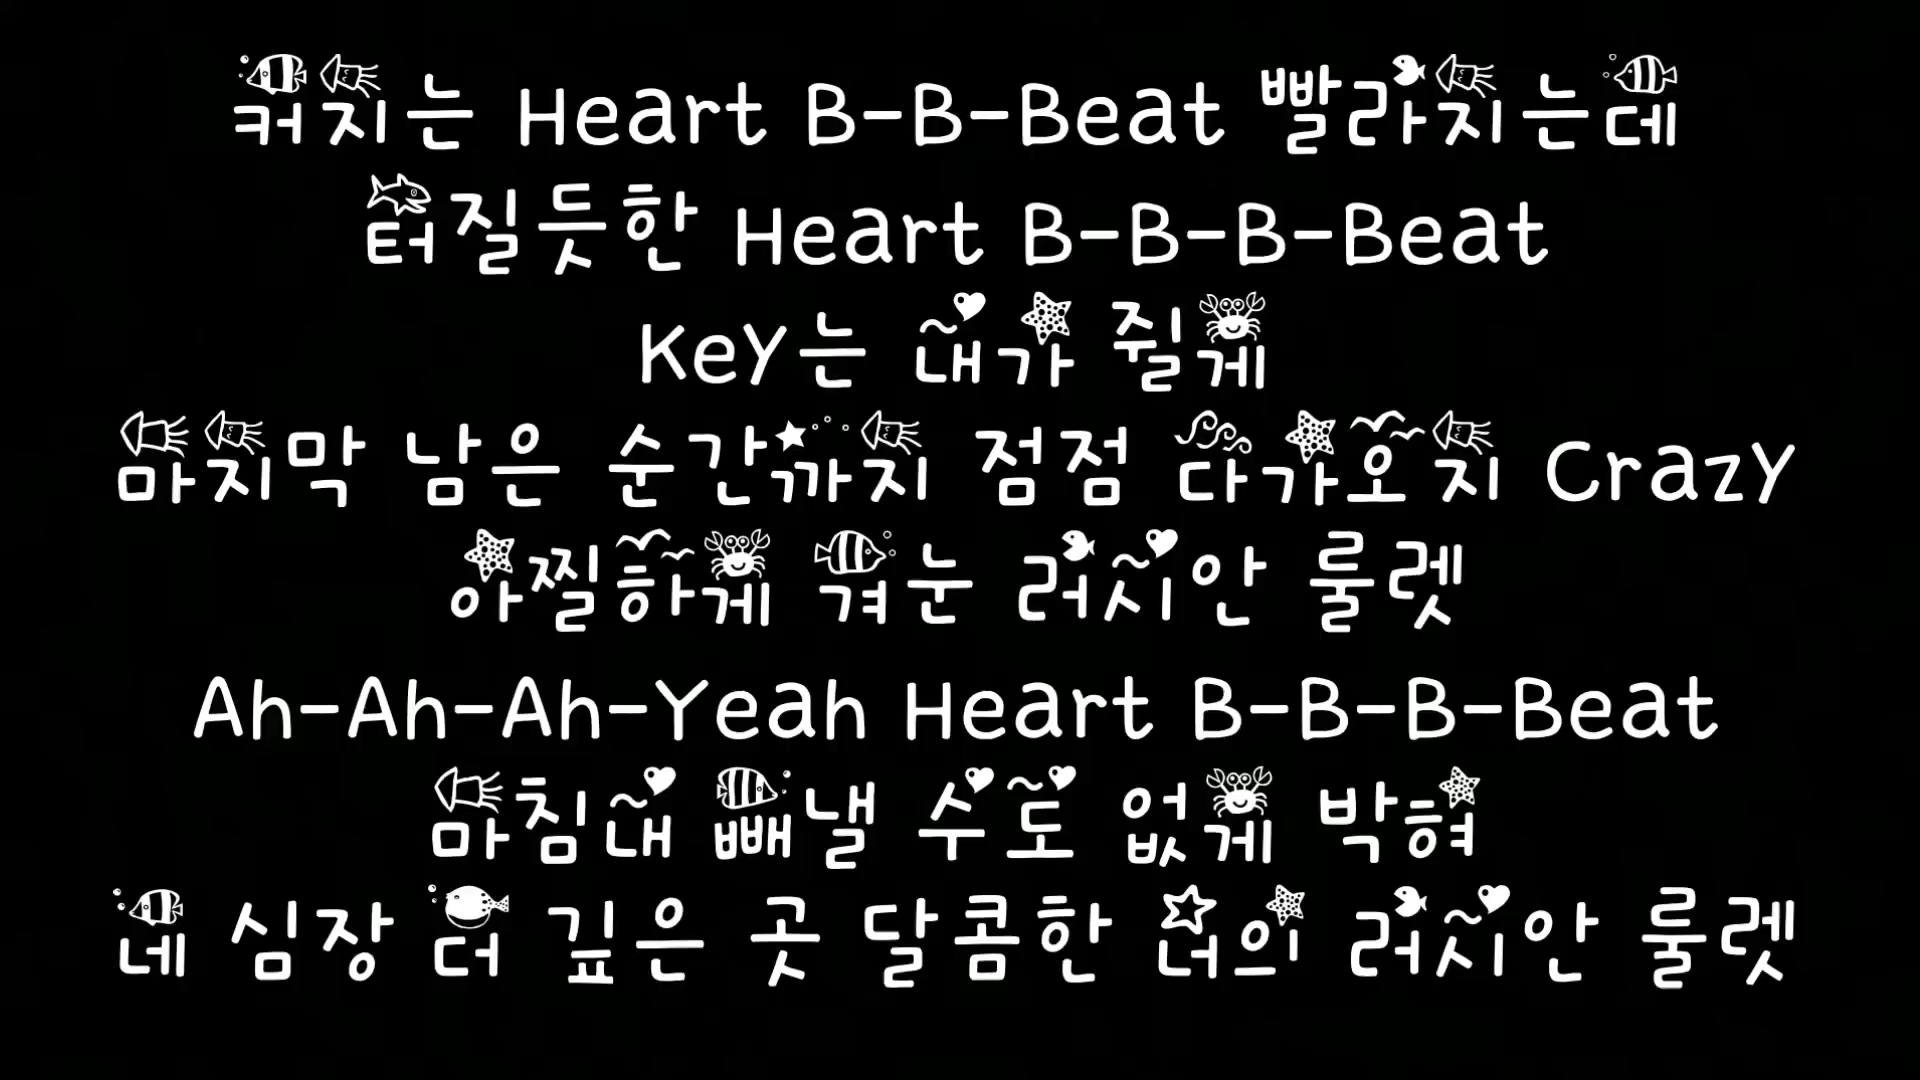 커지는 Heart B-B-Beat 빨라지는데
터질듯한 Heart B-B-B-Beat
Key는 내가 쥘게
마지막 남은 순간까지 점점 다가오지 Crazy
아찔하게 겨눈 러시안 룰렛
Ah-Ah-Ah-Yeah Heart B-B-B-Beat
마침내 빼낼 수도 없게 박혀
네 심장 더 깊은 곳 달콤한 너의 러시안 룰렛